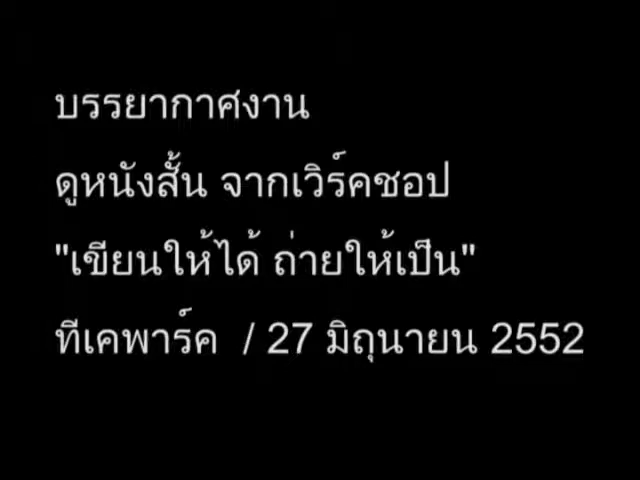 บรรยากาศงาน
ดูหนังสั้น จากเวิร์คชอป
"เขียนให้ได้ ถ่ายให้เป็น"
ทีเคพาร์ค / 27 มิถุนายน 2552